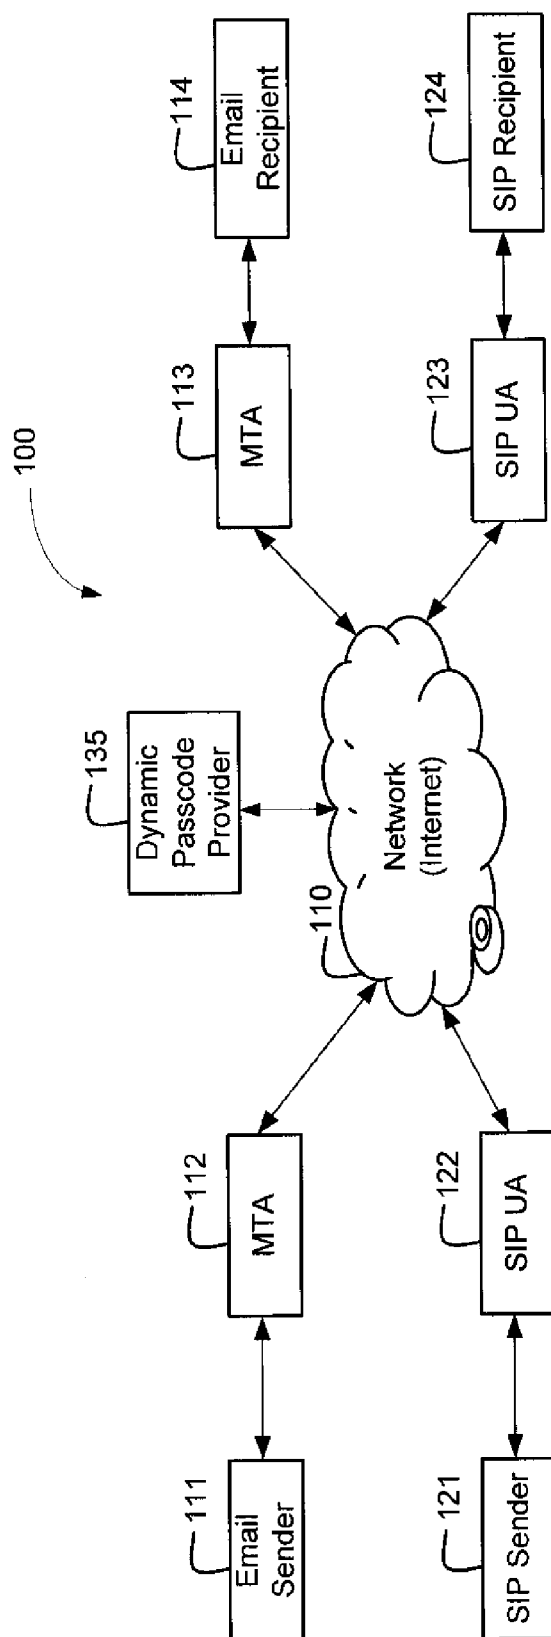 100
135
Dynamic
Passcode
Provider
111
Email
Sender
112
MTA
110
Network
(Internet)
113
MTA
114
Email
Recipient
121
SIP Sender
122
SIP UA
123
SIP UA
124
SIP Recipient